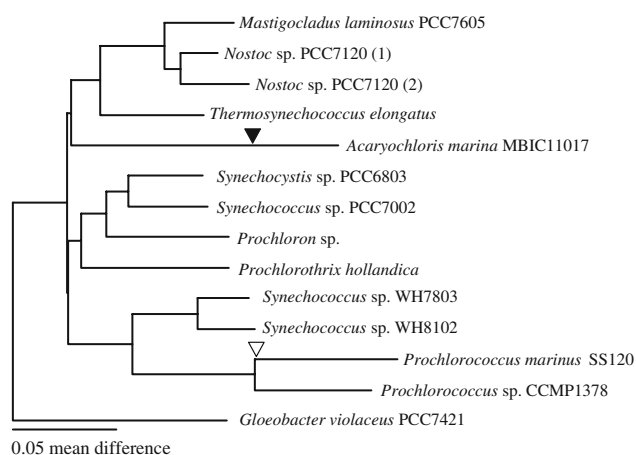 Mastigocladus laminosus PCC7605
Nostoc sp. PCC7120 (1)
Nostoc sp. PCC7120 (2)
Thermosynechococcus elongatus
Acaryochloris marina MBIC11017
Synechocystis sp. PCC6803
Synechococcus sp. PCC7002
Prochloron sp.
Prochlorothrix hollandica
Synechococcus sp. WH7803
Synechococcus sp. WH8102
Prochlorococcus marinus SS120
Prochlorococcus sp. CCMP1378
Gloeobacter violaceus PCC7421
0.05 mean difference